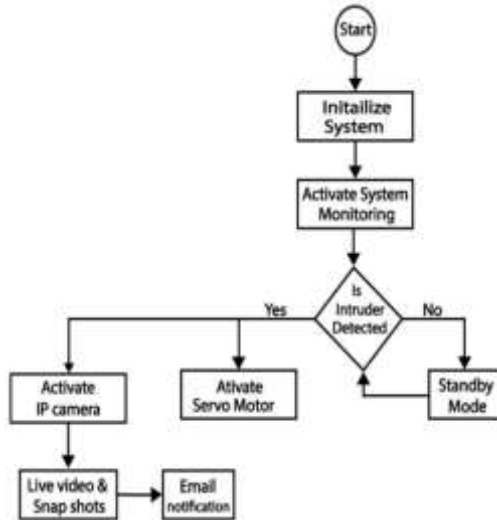 Start
Initailize
System
Activate System
Monitoring
Is
Intruder
Detected
Yes
No
Activate
IP camera
Ativate
Servo Motor
Standby
Mode
Live video &
Snap shots
Email
notification